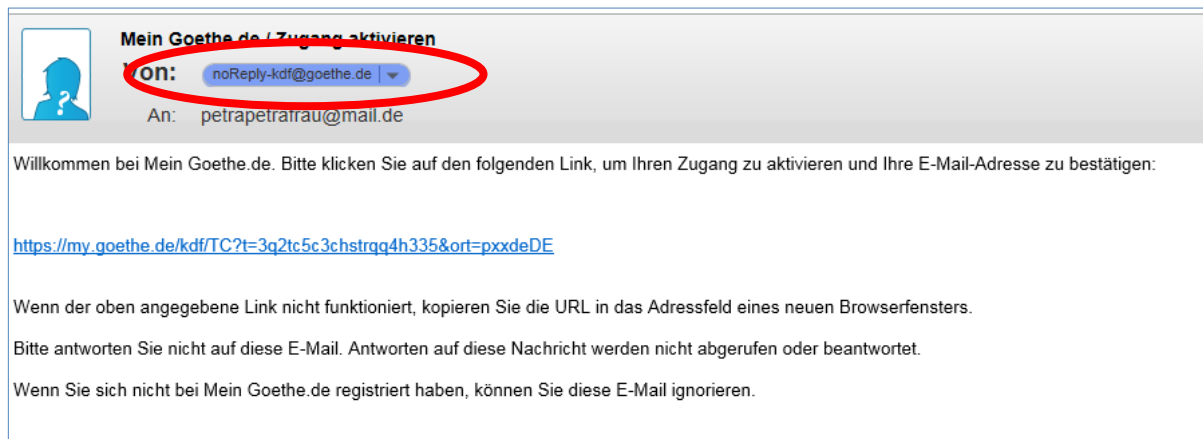 Mein Goethe.de / Zugang aktivieren
Von: noReply-kdf@goethe.de
An: petrapetrafrau@mail.de
Willkommen bei Mein Goethe.de. Bitte klicken Sie auf den folgenden Link, um Ihren Zugang zu aktivieren und Ihre E-Mail-Adresse zu bestätigen:
https://my.goethe.de/kdf/TC?t=3q2tc5c3chstrqq4h335&ort=pxxdeDE
Wenn der oben angegebene Link nicht funktioniert, kopieren Sie die URL in das Adressfeld eines neuen Browserfensters.
Bitte antworten Sie nicht auf diese E-Mail. Antworten auf diese Nachricht werden nicht abgerufen oder beantwortet.
Wenn Sie sich nicht bei Mein Goethe.de registriert haben, können Sie diese E-Mail ignorieren.